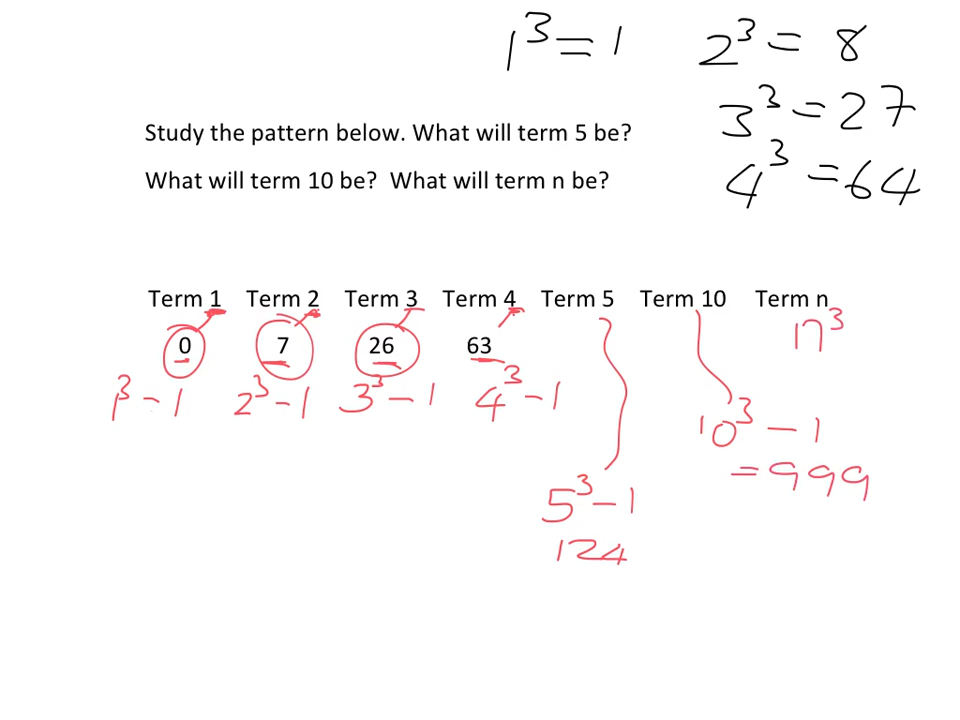 1³ = 1 2³ = 8
3³ = 27
4³ = 64
Study the pattern below. What will term 5 be?
What will term 10 be? What will term n be?
Term 1 Term 2 Term 3 Term 4 Term 5 Term 10 Term n
0 7 26 63 n³
1³ - 1 2³ - 1 3³ - 1 4³ - 1
10³ - 1
= 999
5³ - 1
124